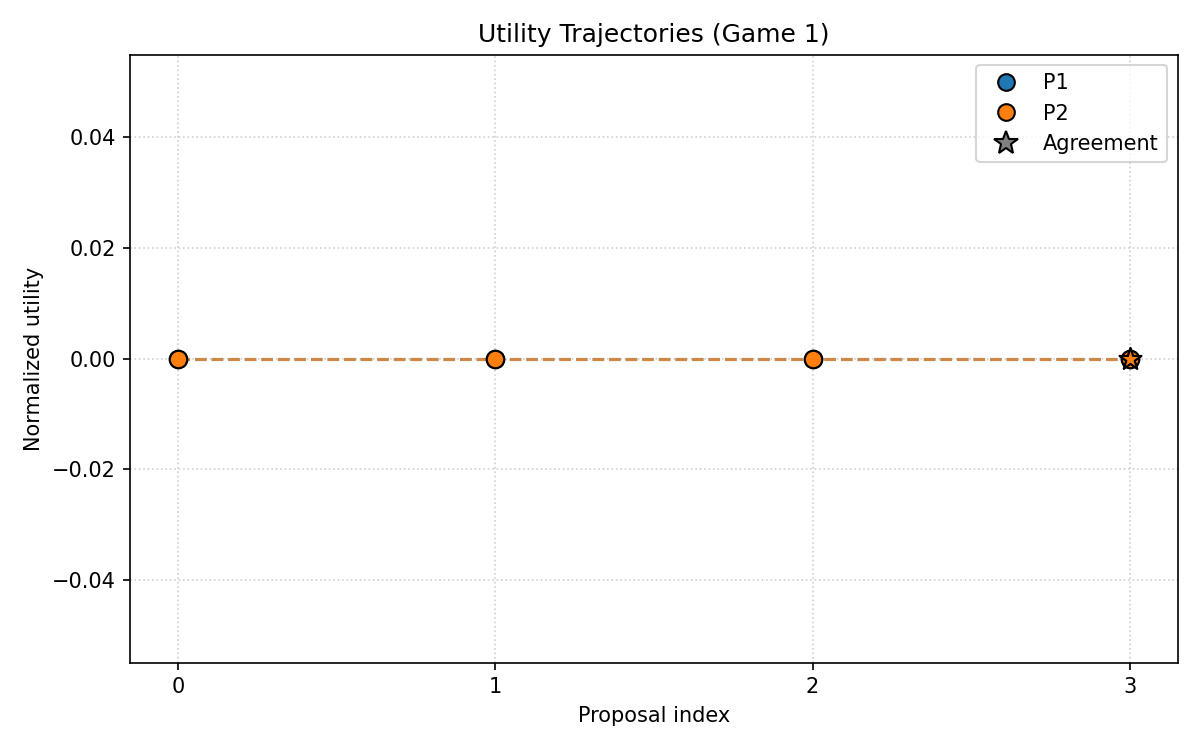 Utility Trajectories (Game 1)
P1
P2
Agreement
0.04
0.02
0.00
−0.02
−0.04
Normalized utility
0 1 2 3
Proposal index